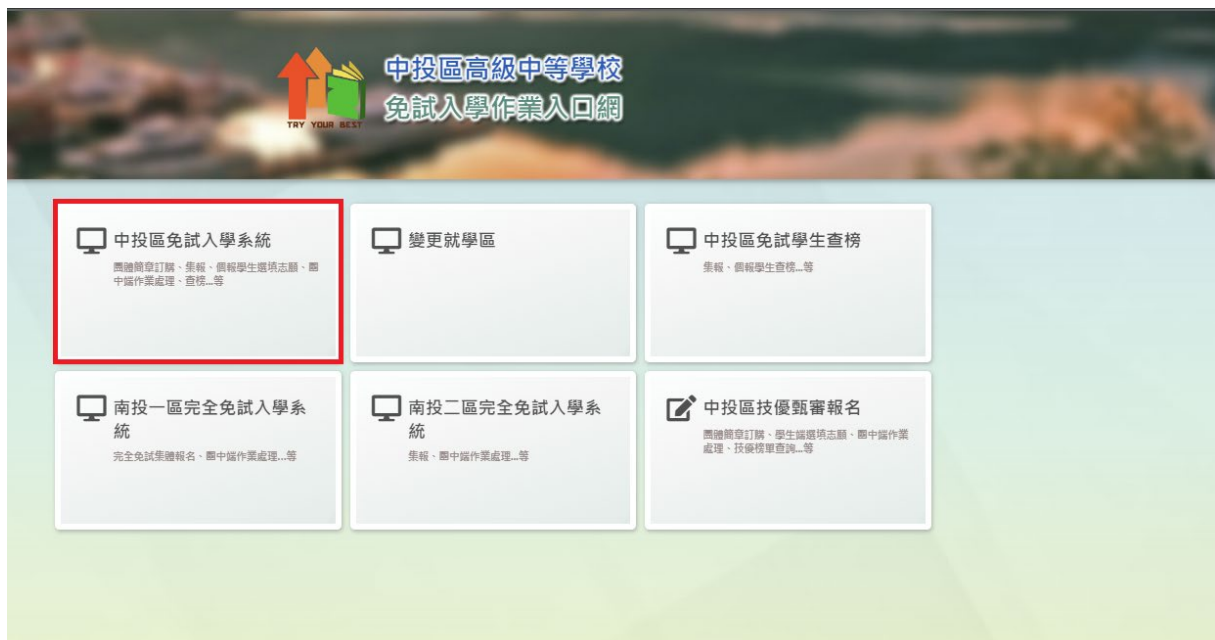 中投區高級中等學校
免試入學作業入口網
TRY YOUR BEST
中投區免試入學系統
團體簡章訂購、集報、個報學生選填志願、國
中端作業處理、查榜...等
變更就學區
中投區免試學生查榜
集報、個報學生查榜...等
南投一區完全免試入學系
統
完全免試集體報名、國中端作業處理...等
南投二區完全免試入學系
統
集報、國中端作業處理...等
中投區技優甄審報名
團體簡章訂購、學生端選填志願、國中端作業
處理、技優榜單查詢...等